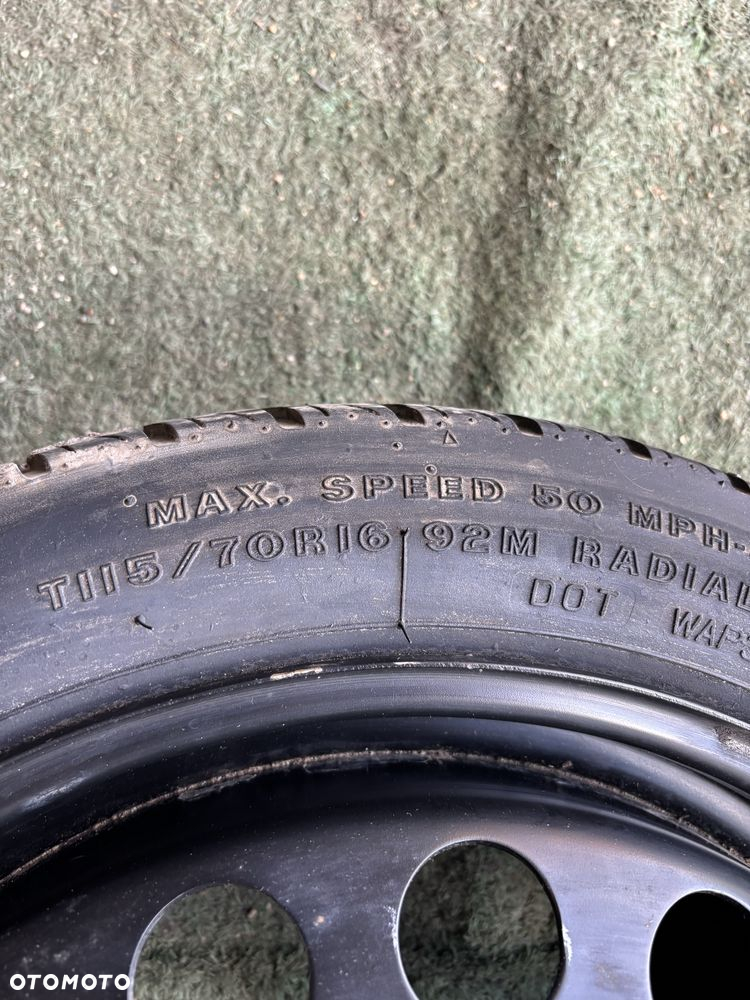 MAX. SPEED 50 MPH
T115/70R16 92M RADIAL
DOT
OTOMOTO